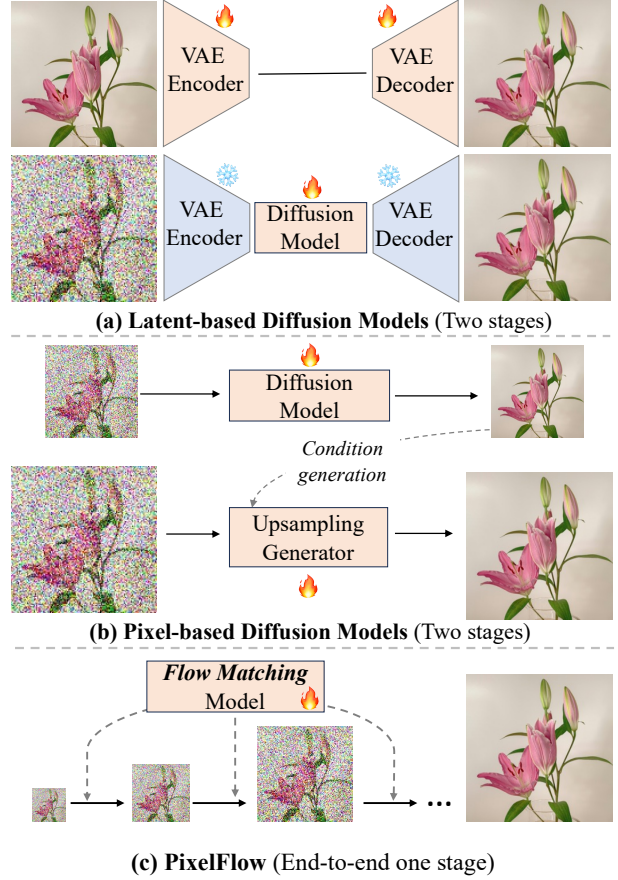 VAE
Encoder
VAE
Decoder
VAE
Encoder
Diffusion
Model
VAE
Decoder
(a) Latent-based Diffusion Models (Two stages)
Diffusion
Model
Condition
generation
Upsampling
Generator
(b) Pixel-based Diffusion Models (Two stages)
Flow Matching
Model
...
(c) PixelFlow (End-to-end one stage)